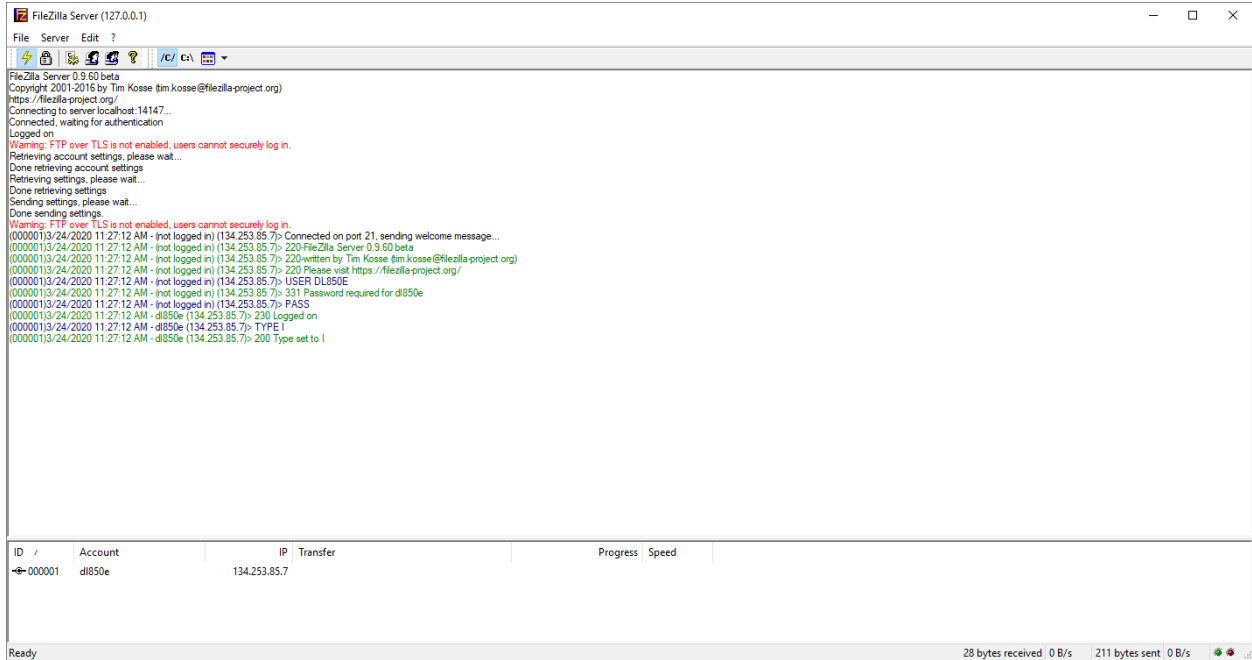 FileZilla Server (127.0.0.1)
File Server Edit ?
/C/ C:\
FileZilla Server 0.9.60 beta
Copyright 2001-2016 by Tim Kosse (tim.kosse@filezilla-project.org)
https://filezilla-project.org/
Connecting to server localhost:14147...
Connected, waiting for authentication
Logged on
Warning: FTP over TLS is not enabled, users cannot securely log in.
Retrieving account settings, please wait...
Done retrieving account settings
Retrieving settings, please wait...
Done retrieving settings
Sending settings, please wait...
Done sending settings.
Warning: FTP over TLS is not enabled, users cannot securely log in.
(000001)3/24/2020 11:27:12 AM - (not logged in) (134.253.85.7)> Connected on port 21, sending welcome message...
(000001)3/24/2020 11:27:12 AM - (not logged in) (134.253.85.7)> 220-FileZilla Server 0.9.60 beta
(000001)3/24/2020 11:27:12 AM - (not logged in) (134.253.85.7)> 220-written by Tim Kosse (tim.kosse@filezilla-project.org)
(000001)3/24/2020 11:27:12 AM - (not logged in) (134.253.85.7)> 220 Please visit https://filezilla-project.org/
(000001)3/24/2020 11:27:12 AM - (not logged in) (134.253.85.7)> USER DL850E
(000001)3/24/2020 11:27:12 AM - (not logged in) (134.253.85.7)> 331 Password required for dl850e
(000001)3/24/2020 11:27:12 AM - (not logged in) (134.253.85.7)> PASS
(000001)3/24/2020 11:27:12 AM - dl850e (134.253.85.7)> 230 Logged on
(000001)3/24/2020 11:27:12 AM - dl850e (134.253.85.7)> TYPE I
(000001)3/24/2020 11:27:12 AM - dl850e (134.253.85.7)> 200 Type set to I
ID / Account IP Transfer Progress Speed
000001 dl850e 134.253.85.7
Ready 28 bytes received 0 B/s 211 bytes sent 0 B/s